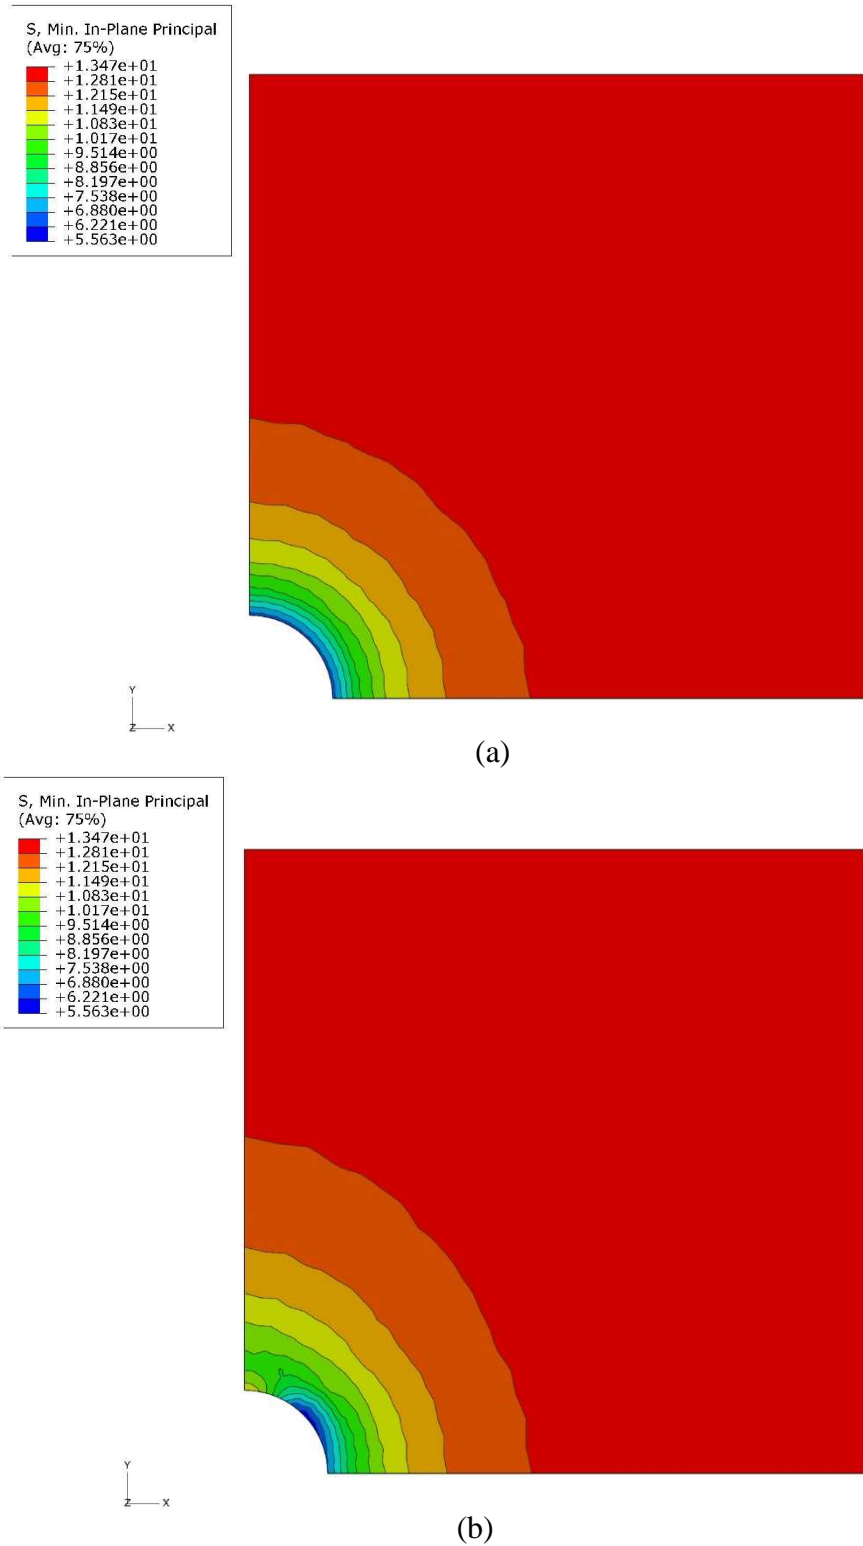 S, Min. In-Plane Principal
(Avg: 75%)
+1.347e+01
+1.281e+01
+1.215e+01
+1.149e+01
+1.083e+01
+1.017e+01
+9.514e+00
+8.856e+00
+8.197e+00
+7.538e+00
+6.880e+00
+6.221e+00
+5.563e+00
Y
Z X
(a)
S, Min. In-Plane Principal
(Avg: 75%)
+1.347e+01
+1.281e+01
+1.215e+01
+1.149e+01
+1.083e+01
+1.017e+01
+9.514e+00
+8.856e+00
+8.197e+00
+7.538e+00
+6.880e+00
+6.221e+00
+5.563e+00
Y
Z X
(b)